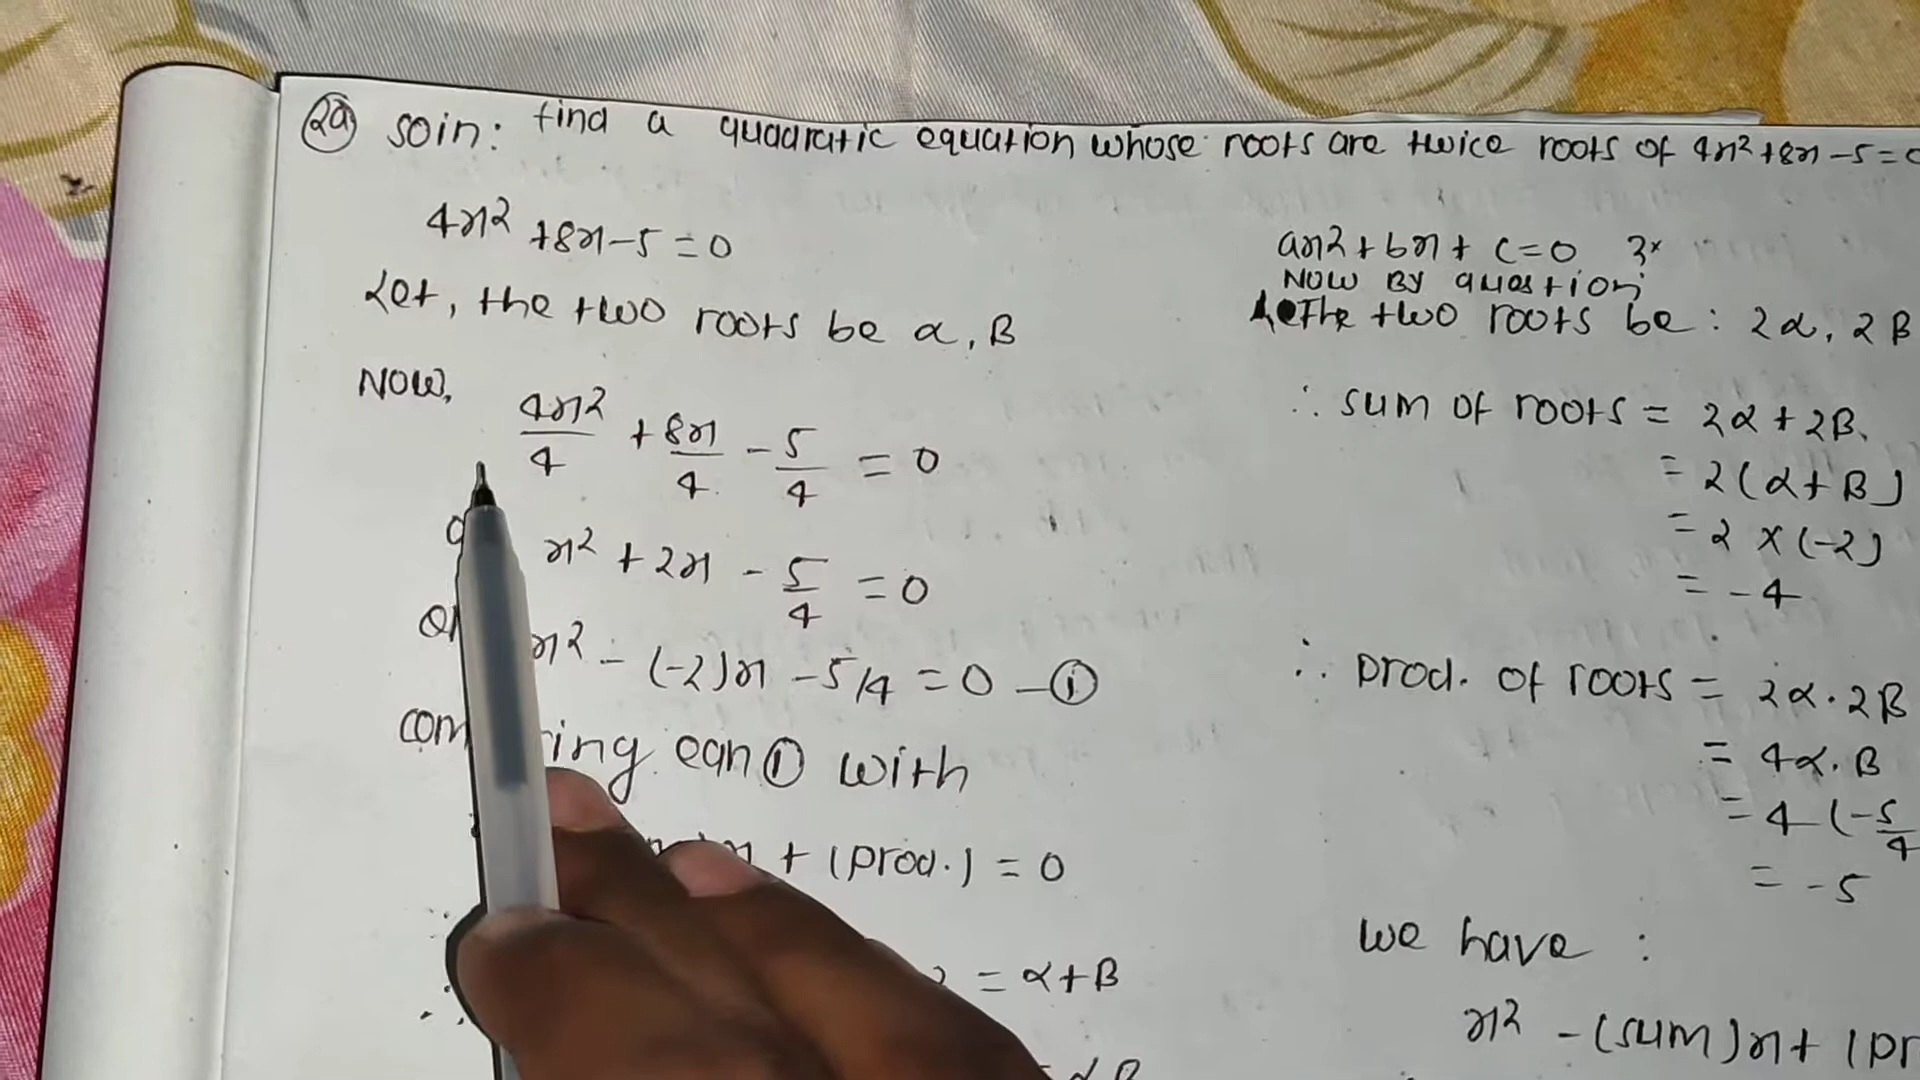 2a) Soln: find a quadratic equation whose roots are twice roots of 4x²+8x-5=0
4x² +8x-5=0
Let, the two roots be α, β
Now,
4x²/4 + 8x/4 - 5/4 = 0
x² + 2x - 5/4 = 0
x² - (-2)x - 5/4 = 0 - ①
eqn ① with
+ (prod.) = 0
= α+β
ax²+bx+ c=0
Now By question;
The two roots be: 2α, 2β
∴ sum of roots = 2α + 2β
= 2(α+β)
= 2 x (-2)
= -4
∴ prod. of roots = 2α . 2β
= 4α . β
= 4 (-5/4
= -5
we have :
x² - (sum)x +